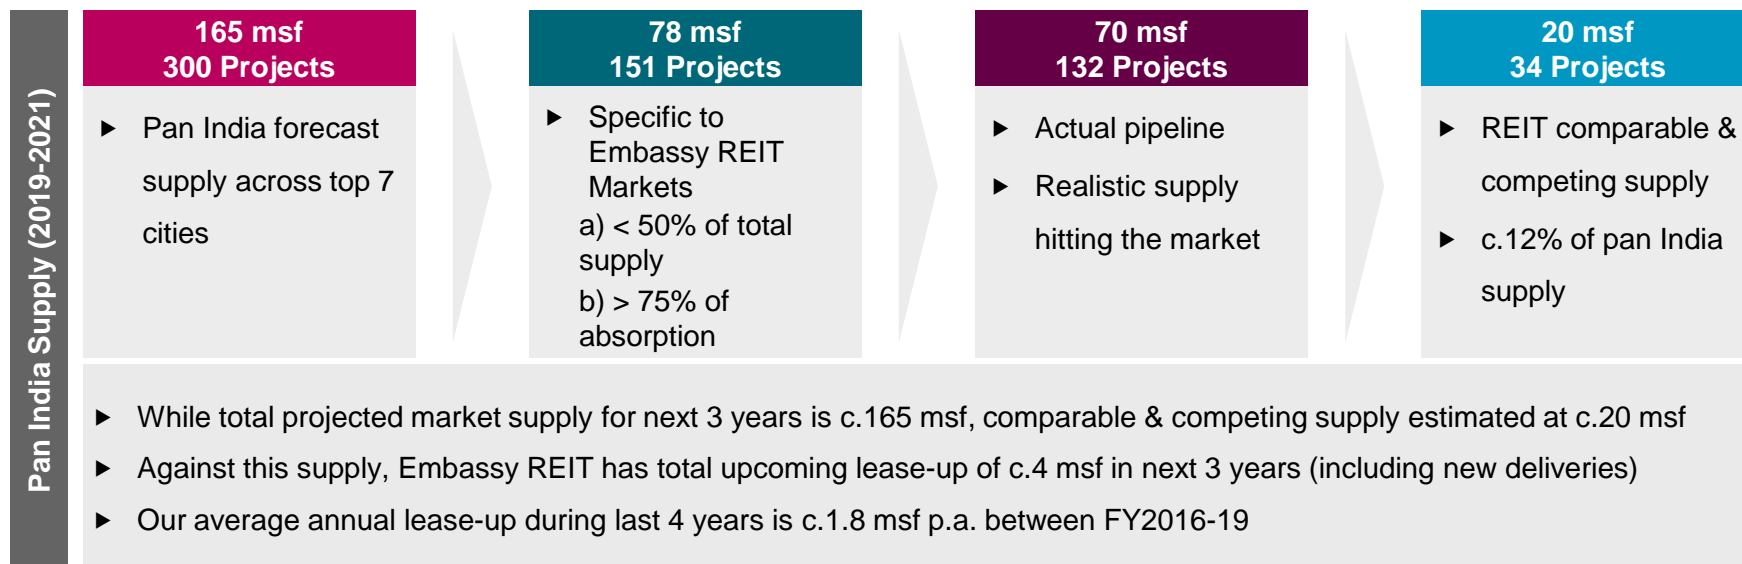 Pan India Supply (2019-2021)
165 msf
300 Projects
► Pan India forecast
supply across top 7
cities
78 msf
151 Projects
► Specific to
Embassy REIT
Markets
a) < 50% of total
supply
b) > 75% of
absorption
70 msf
132 Projects
► Actual pipeline
► Realistic supply
hitting the market
20 msf
34 Projects
► REIT comparable &
competing supply
► c.12% of pan India
supply
► While total projected market supply for next 3 years is c.165 msf, comparable & competing supply estimated at c.20 msf
► Against this supply, Embassy REIT has total upcoming lease-up of c.4 msf in next 3 years (including new deliveries)
► Our average annual lease-up during last 4 years is c.1.8 msf p.a. between FY2016-19